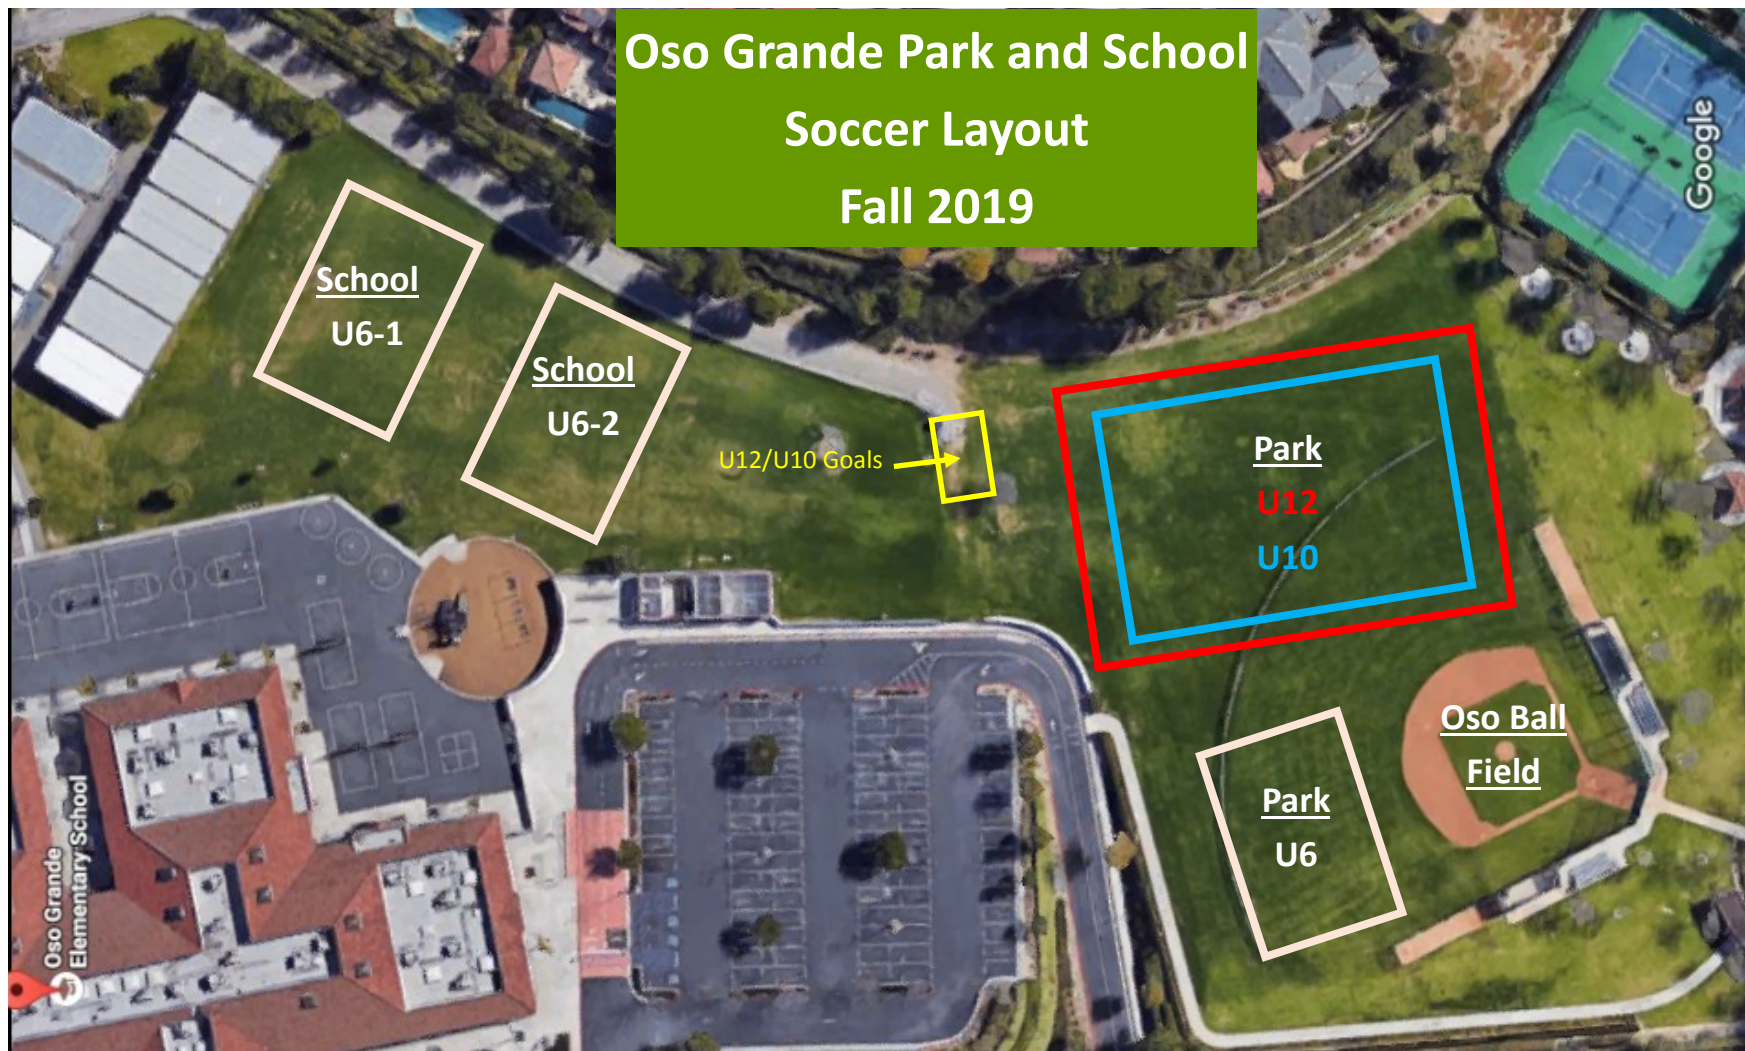 Oso Grande Park and School
Soccer Layout
Fall 2019
Google
School
U6-1
School
U6-2
U12/U10 Goals
Park
U12
U10
Oso Ball
Field
Park
U6
Oso Grande
Elementary School